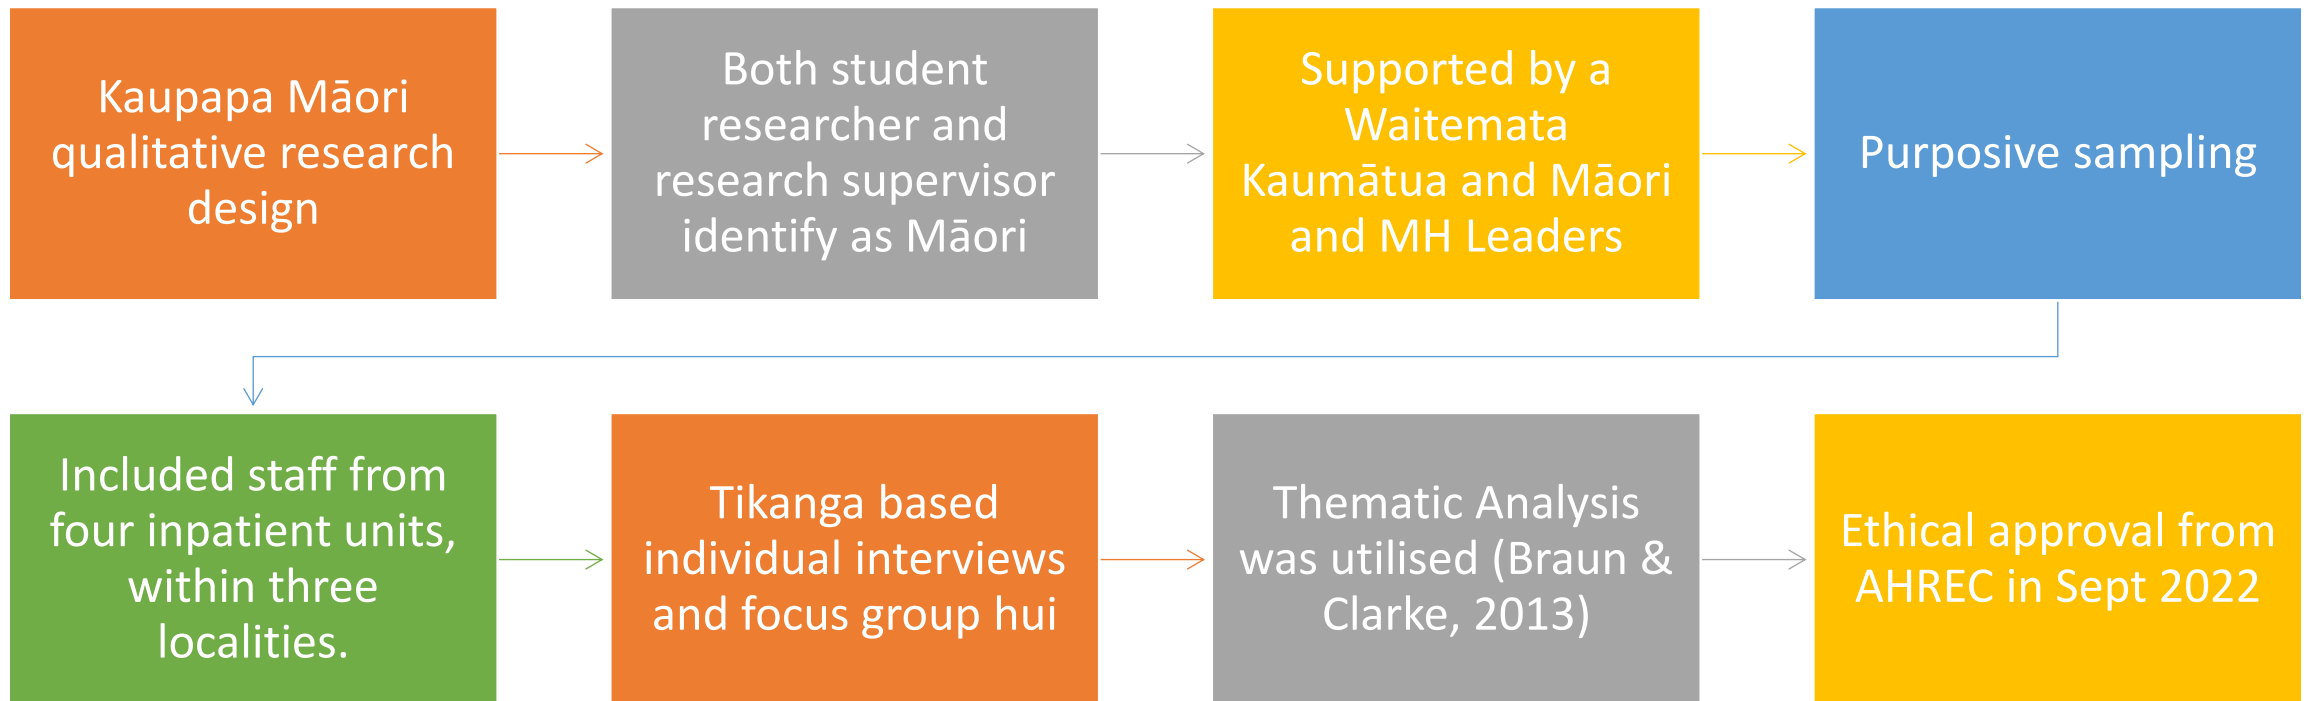 Kaupapa Māori
qualitative research
design
Both student
researcher and
research supervisor
identify as Māori
Supported by a
Waitemata
Kaumātua and Māori
and MH Leaders
Purposive sampling
Included staff from
four inpatient units,
within three
localities.
Tikanga based
individual interviews
and focus group hui
Thematic Analysis
was utilised (Braun &
Clarke, 2013)
Ethical approval from
AHREC in Sept 2022